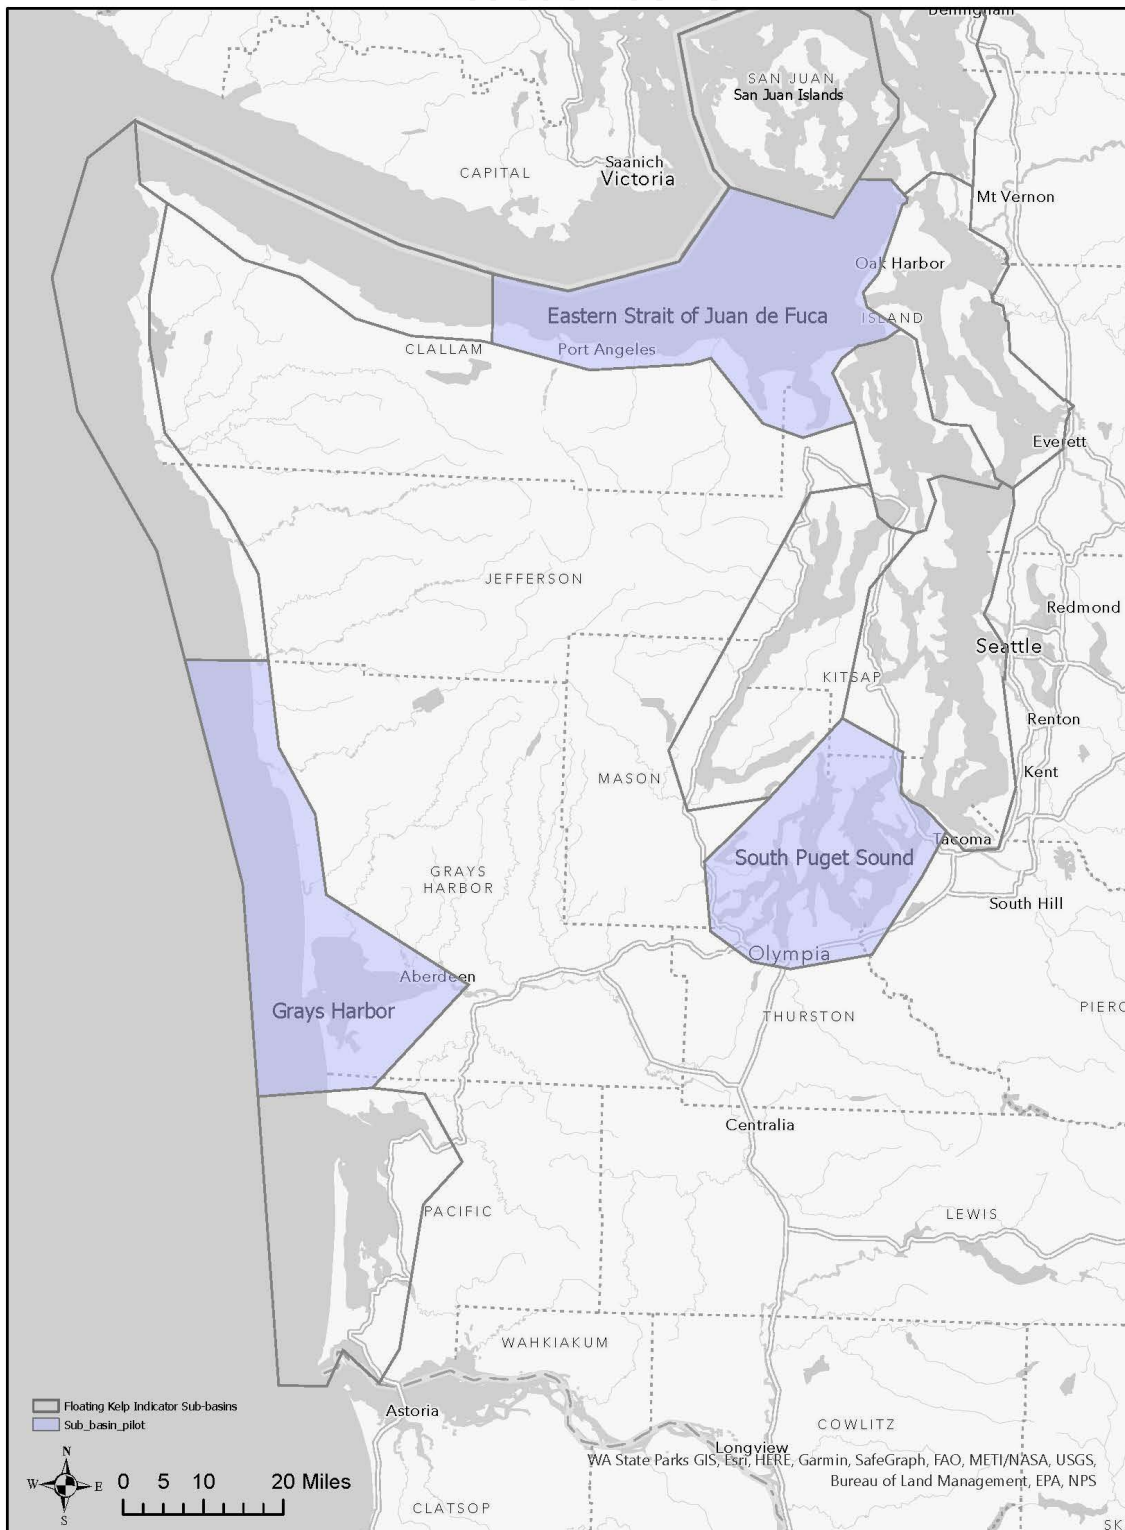 Bellingham
SAN JUAN
San Juan Islands
Saanich
Victoria
CAPITAL
Mt Vernon
Oak Harbor
Eastern Strait of Juan de Fuca
ISLAND
CLALLAM
Port Angeles
Everett
JEFFERSON
Redmond
Seattle
KITSAP
Renton
MASON
Kent
Tacoma
South Puget Sound
GRAYS
HARBOR
South Hill
Olympia
Aberdeen
Grays Harbor
THURSTON
PIERC
Centralia
PACIFIC
LEWIS
WAHKIAKUM
Floating Kelp Indicator Sub-basins
Sub_basin_pilot
Astoria
COWLITZ
Longview
WA State Parks GIS, Esri, HERE, Garmin, SafeGraph, FAO, METI/NASA, USGS,
Bureau of Land Management, EPA, NPS
N
W E
S
0 5 10 20 Miles
CLATSOP
SK